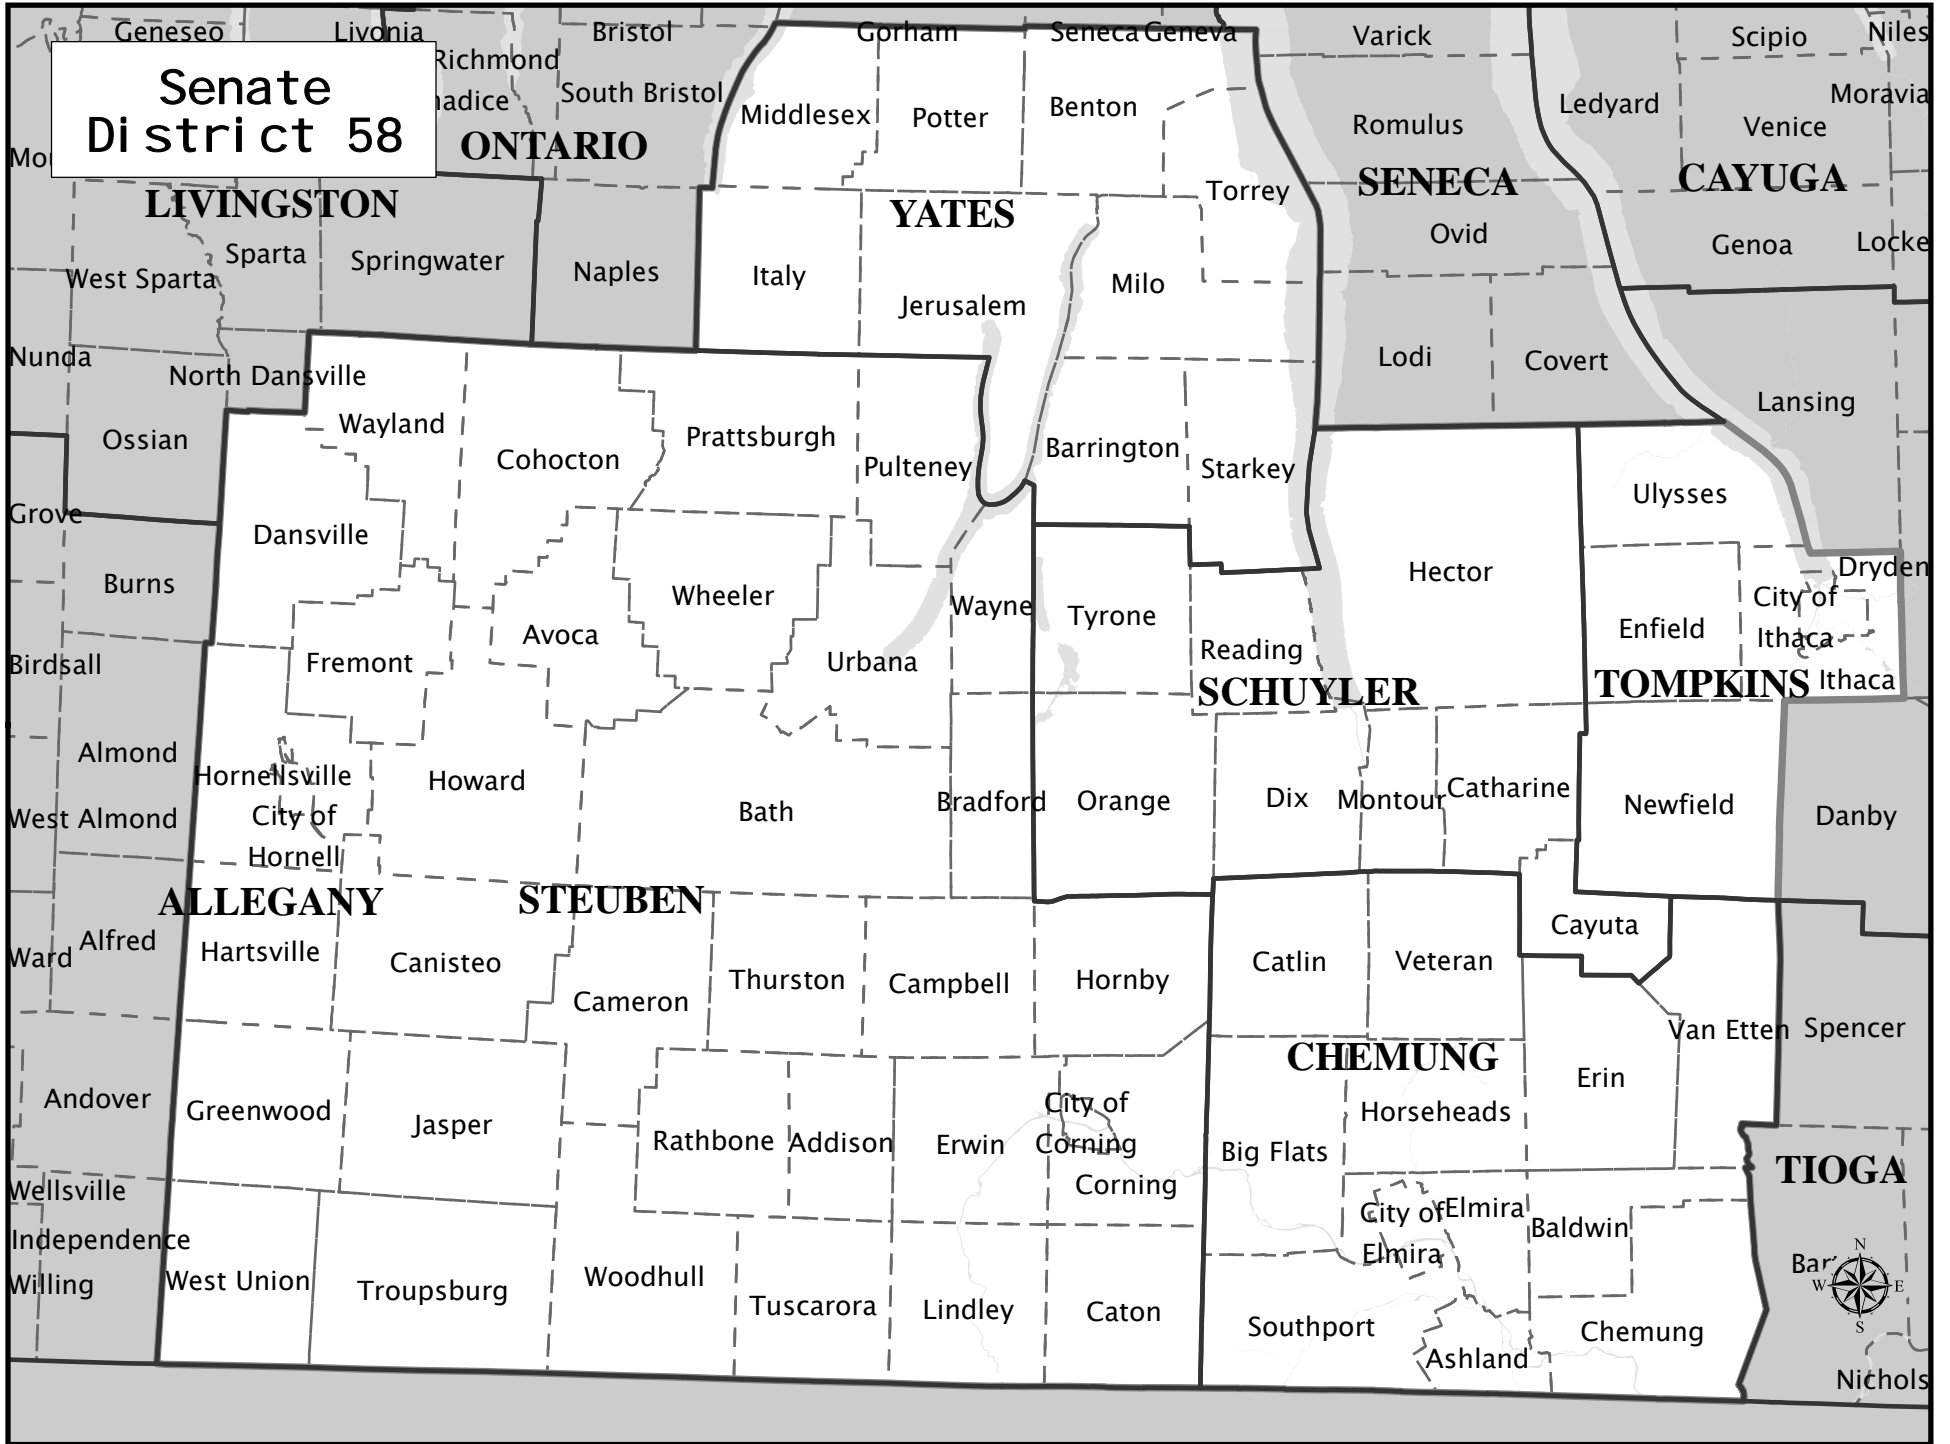 Geneseo
Livonia
Bristol
Gorham
Seneca
Geneva
Varick
Scipio
Niles
Senate
District 58
Richmond
South Bristol
Middlesex
Potter
Benton
Romulus
Ledyard
Venice
Moravia
ONTARIO
LIVINGSTON
YATES
Torrey
SENECA
CAYUGA
West Sparta
Sparta
Springwater
Naples
Italy
Jerusalem
Milo
Ovid
Genoa
Locke
Nunda
North Dansville
Lodi
Covert
Lansing
Ossian
Wayland
Cohocton
Prattsburgh
Pulteney
Barrington
Starkey
Ulysses
Grove
Dansville
Burns
Wheeler
Wayne
Tyrone
Hector
Dryden
City of
Ithaca
Enfield
Birdsall
Fremont
Avoca
Urbana
Reading
SCHUYLER
TOMPKINS
Ithaca
Almond
Hornellsville
Howard
Bath
Bradford
Orange
Dix
Montour
Catharine
Newfield
Danby
West Almond
City of
Hornell
ALLEGANY
STEUBEN
Ward
Alfred
Hartsville
Canisteo
Cameron
Thurston
Campbell
Hornby
Catlin
Veteran
Cayuta
Van Etten
Spencer
CHEMUNG
Andover
Greenwood
Jasper
Rathbone
Addison
Erwin
City of
Corning
Corning
Big Flats
Horseheads
Erin
TIOGA
Wellsville
Independence
Willing
West Union
Troupsburg
Woodhull
Tuscarora
Lindley
Caton
City of
Elmira
Elmira
Baldwin
Southport
Ashland
Chemung
Nichols
N
W
E
S